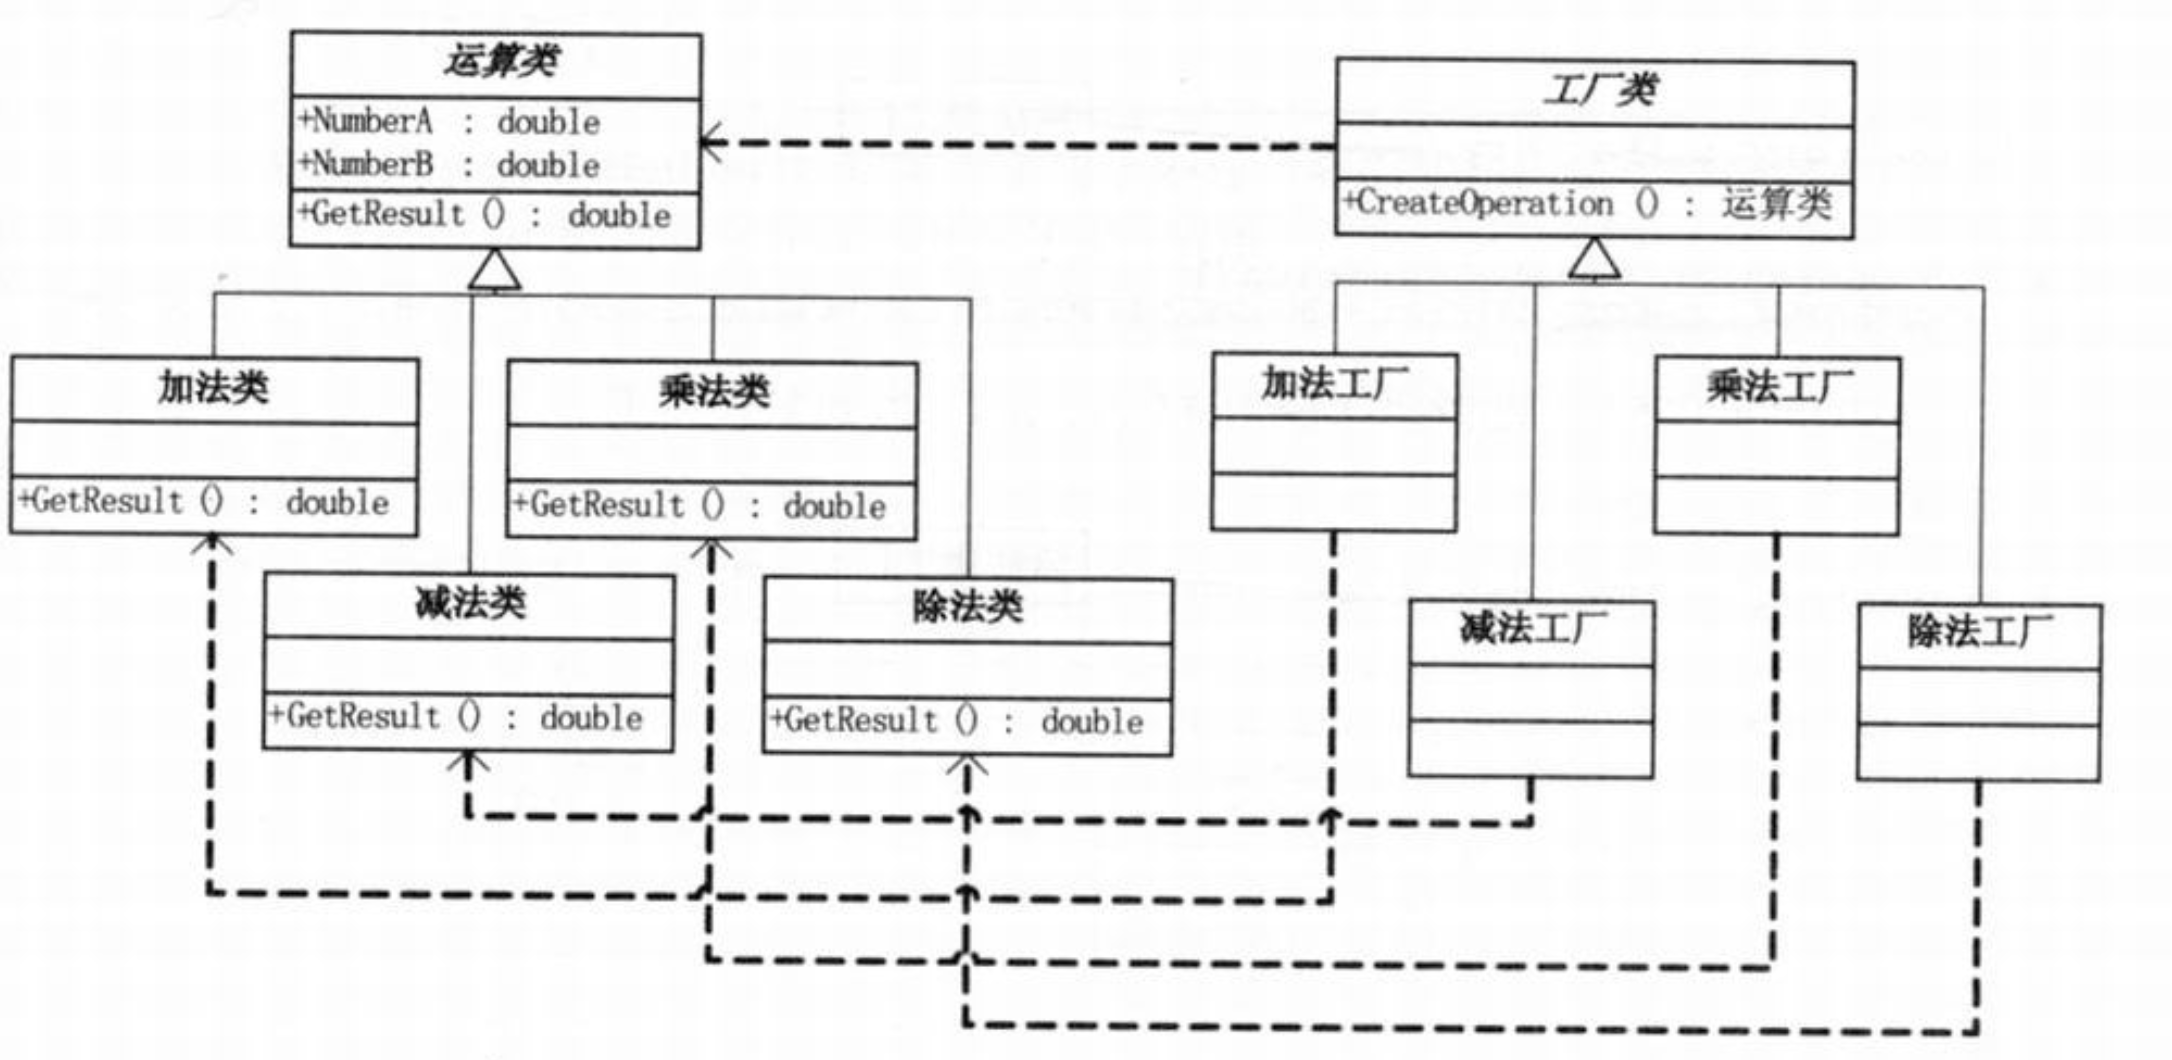 运算类
+NumberA : double
+NumberB : double
+GetResult () : double
工厂类
+CreateOperation () : 运算类
加法类
+GetResult () : double
乘法类
+GetResult () : double
减法类
+GetResult () : double
除法类
+GetResult () : double
加法工厂
乘法工厂
减法工厂
除法工厂